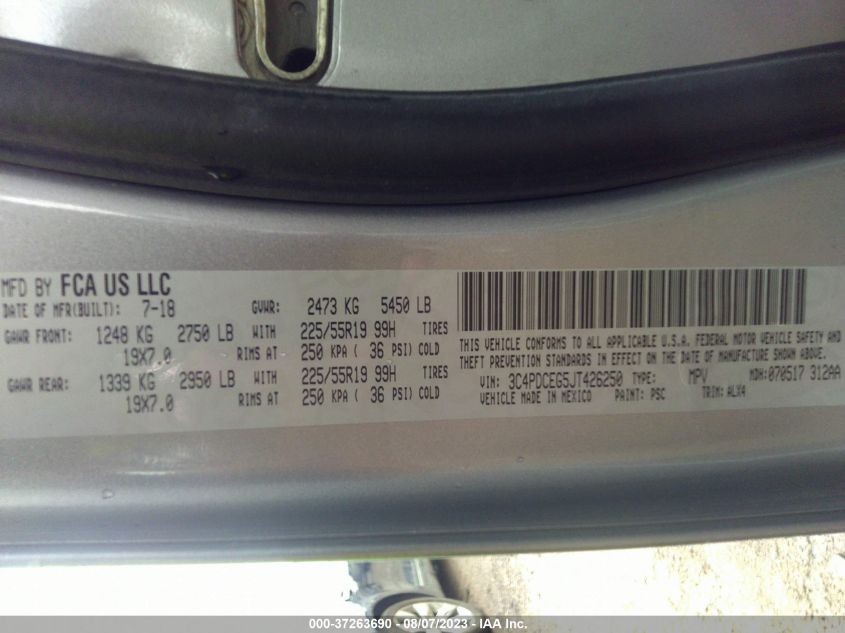 MFD BY FCA US LLC
DATE OF MFR(BUILT): 7-18 GVWR: 2473 KG 5450 LB
GAWR FRONT: 1248 KG 2750 LB WITH 225/55R19 99H TIRES
19X7.0 RIMS AT 250 KPA ( 36 PSI) COLD
GAWR REAR: 1339 KG 2950 LB WITH 225/55R19 99H TIRES
19X7.0 RIMS AT 250 KPA ( 36 PSI) COLD
THIS VEHICLE CONFORMS TO ALL APPLICABLE U.S.A. FEDERAL MOTOR VEHICLE SAFETY AND
THEFT PREVENTION STANDARDS IN EFFECT ON THE DATE OF MANUFACTURE SHOWN ABOVE.
VIN: 3C4PDCEG5JT426250 TYPE: MPV MDH:070517 312AA
VEHICLE MADE IN MEXICO PAINT: PSC TRIM: ALX4
000-37263690 - 08/07/2023 - IAA Inc.